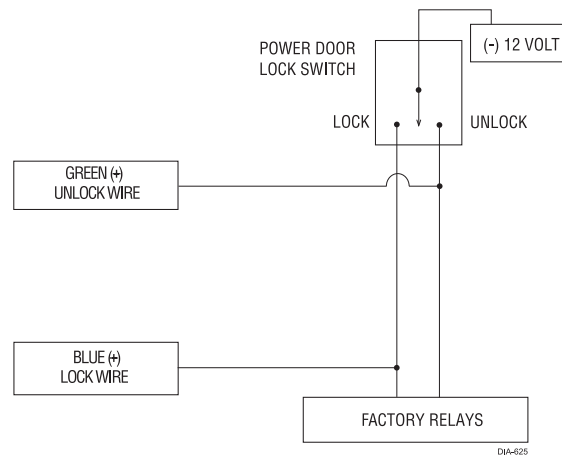 POWER DOOR
LOCK SWITCH
(-) 12 VOLT
LOCK
UNLOCK
GREEN (+)
UNLOCK WIRE
BLUE (+)
LOCK WIRE
FACTORY RELAYS
DIA-625